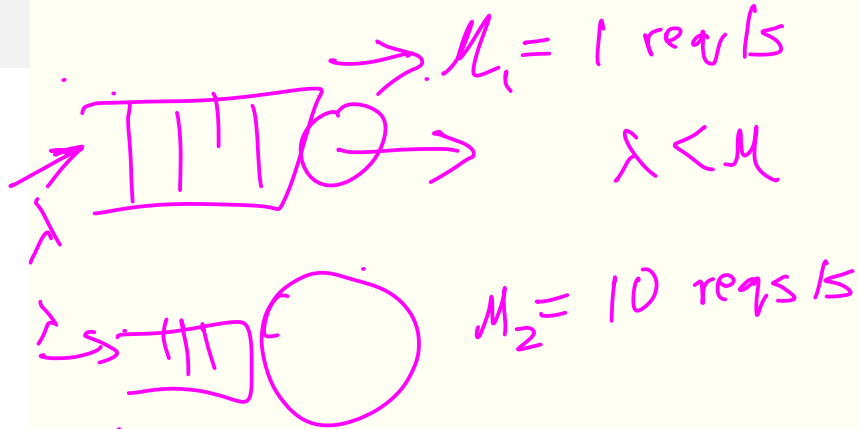 μ₁ = 1 req/s
λ < μ
λ
λ
μ₂ = 10 reqs/s